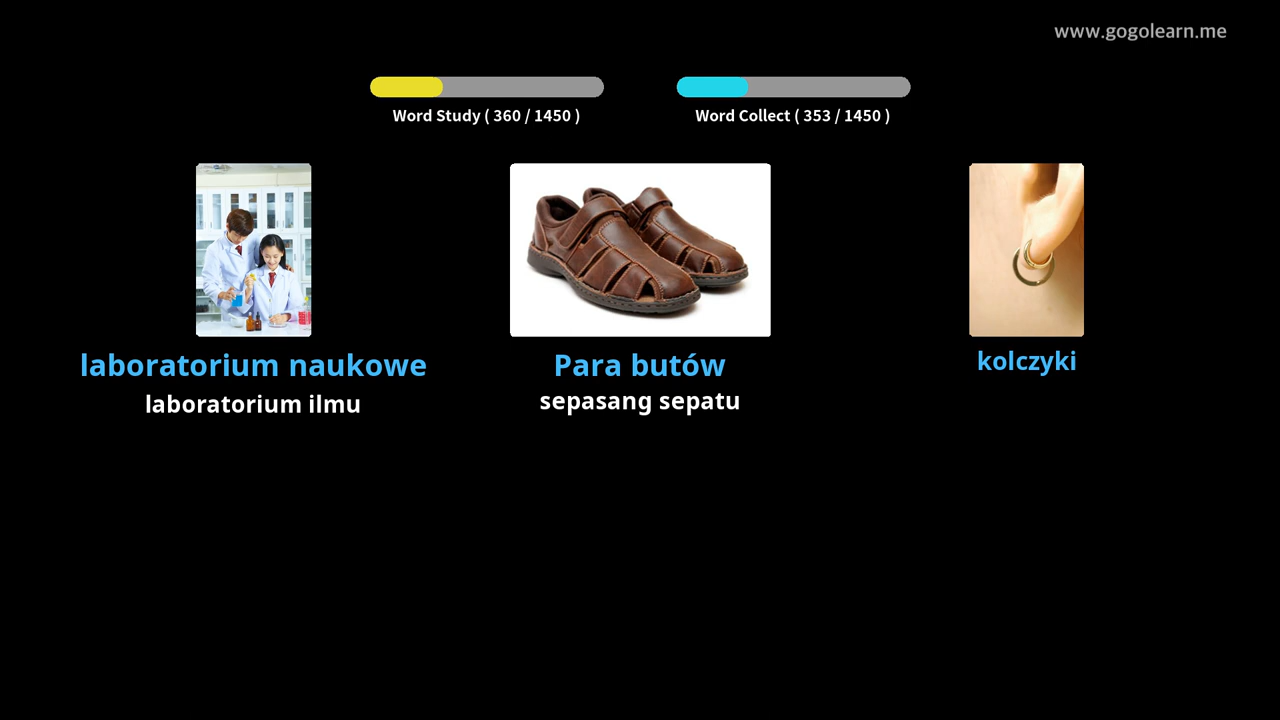 www.gogolearn.me
Word Study ( 360 / 1450 )
Word Collect ( 353 / 1450 )
laboratorium naukowe
laboratorium ilmu
Para butów
sepasang sepatu
kolczyki